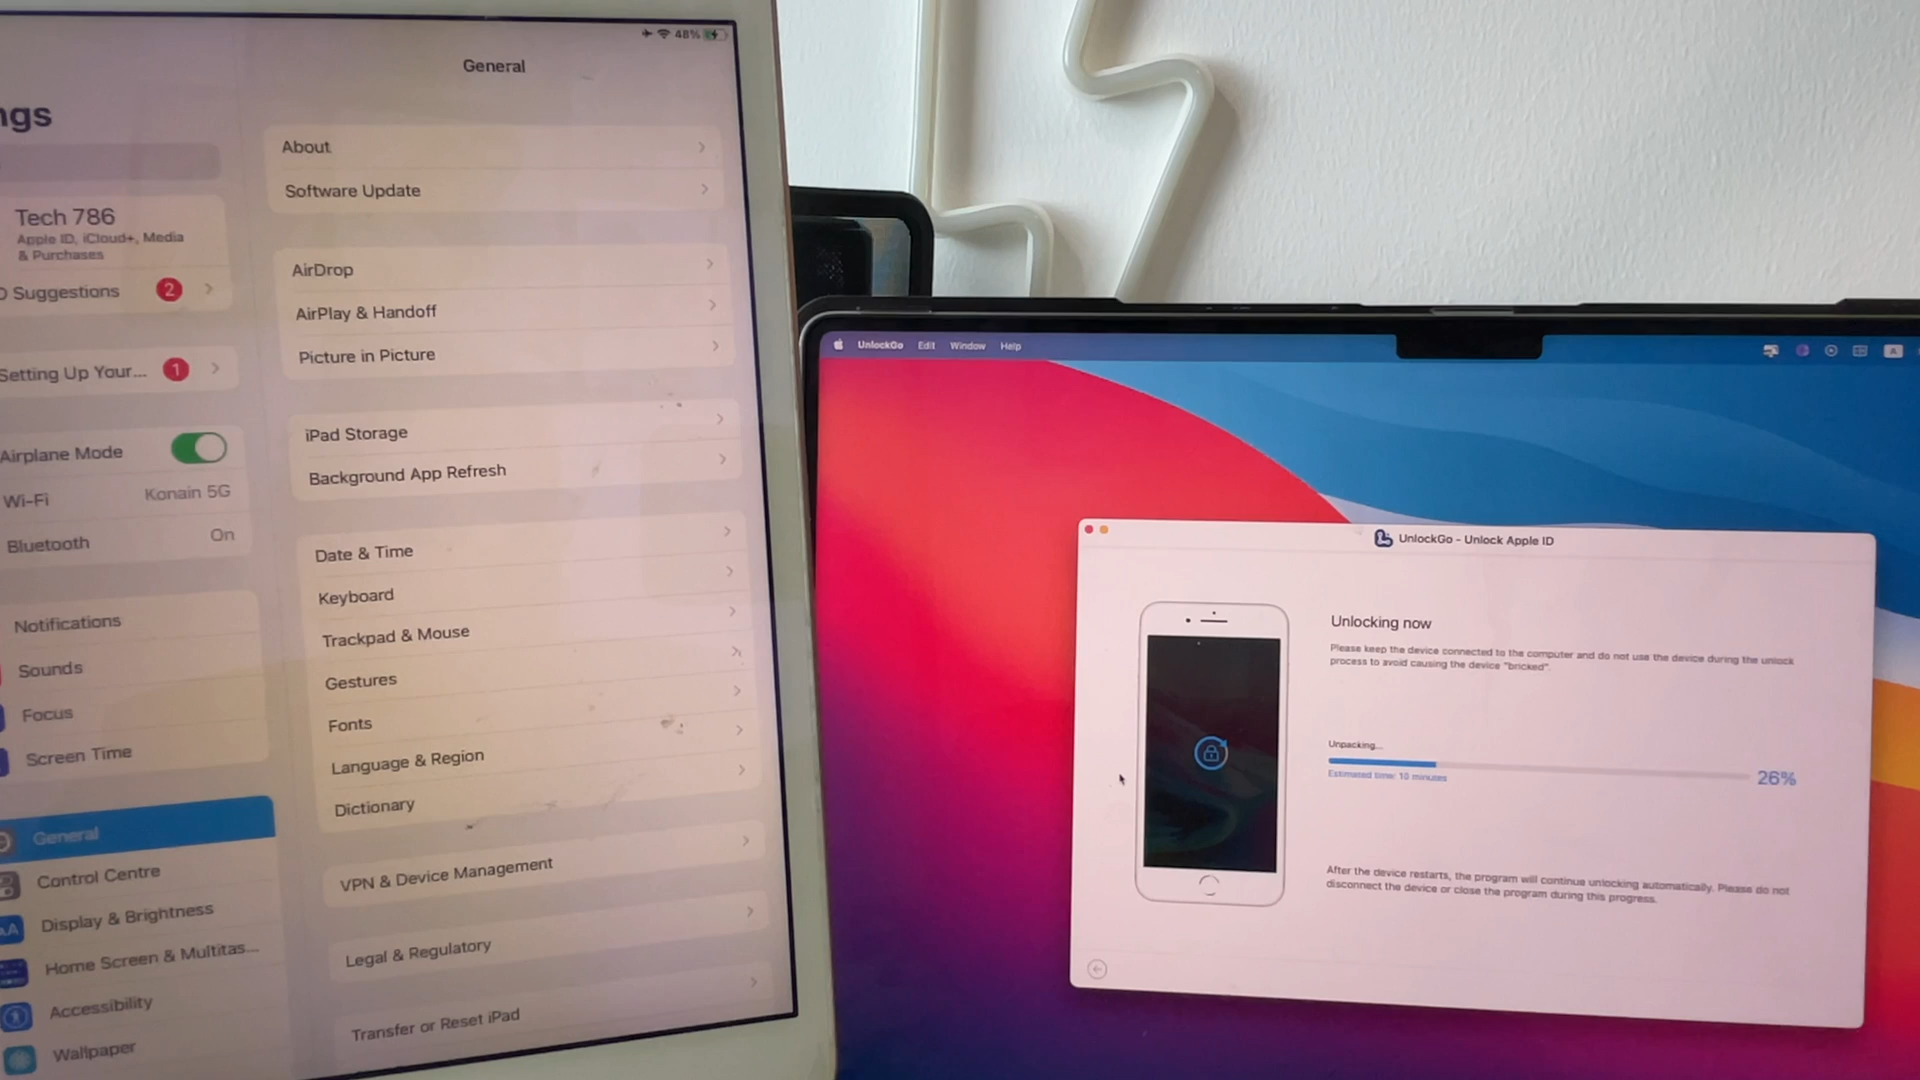 48%
General
ngs
About
Software Update
Tech 786
Apple ID, iCloud+, Media
& Purchases
Suggestions 2
AirDrop
AirPlay & Handoff
Picture in Picture
Setting Up Your... 1
iPad Storage
Background App Refresh
Airplane Mode
Wi-Fi Konain 5G
Bluetooth On
Date & Time
Keyboard
Trackpad & Mouse
Gestures
Fonts
Language & Region
Dictionary
Notifications
Sounds
Focus
Screen Time
General
Control Centre
Display & Brightness
Home Screen & Multitas...
Accessibility
Wallpaper
VPN & Device Management
Legal & Regulatory
Transfer or Reset iPad
UnlockGo Edit Window Help
A
UnlockGo - Unlock Apple ID
Unlocking now
Please keep the device connected to the computer and do not use the device during the unlock
process to avoid causing the device "bricked".
Unpacking...
26%
Estimated time: 10 minutes
After the device restarts, the program will continue unlocking automatically. Please do not
disconnect the device or close the program during this progress.